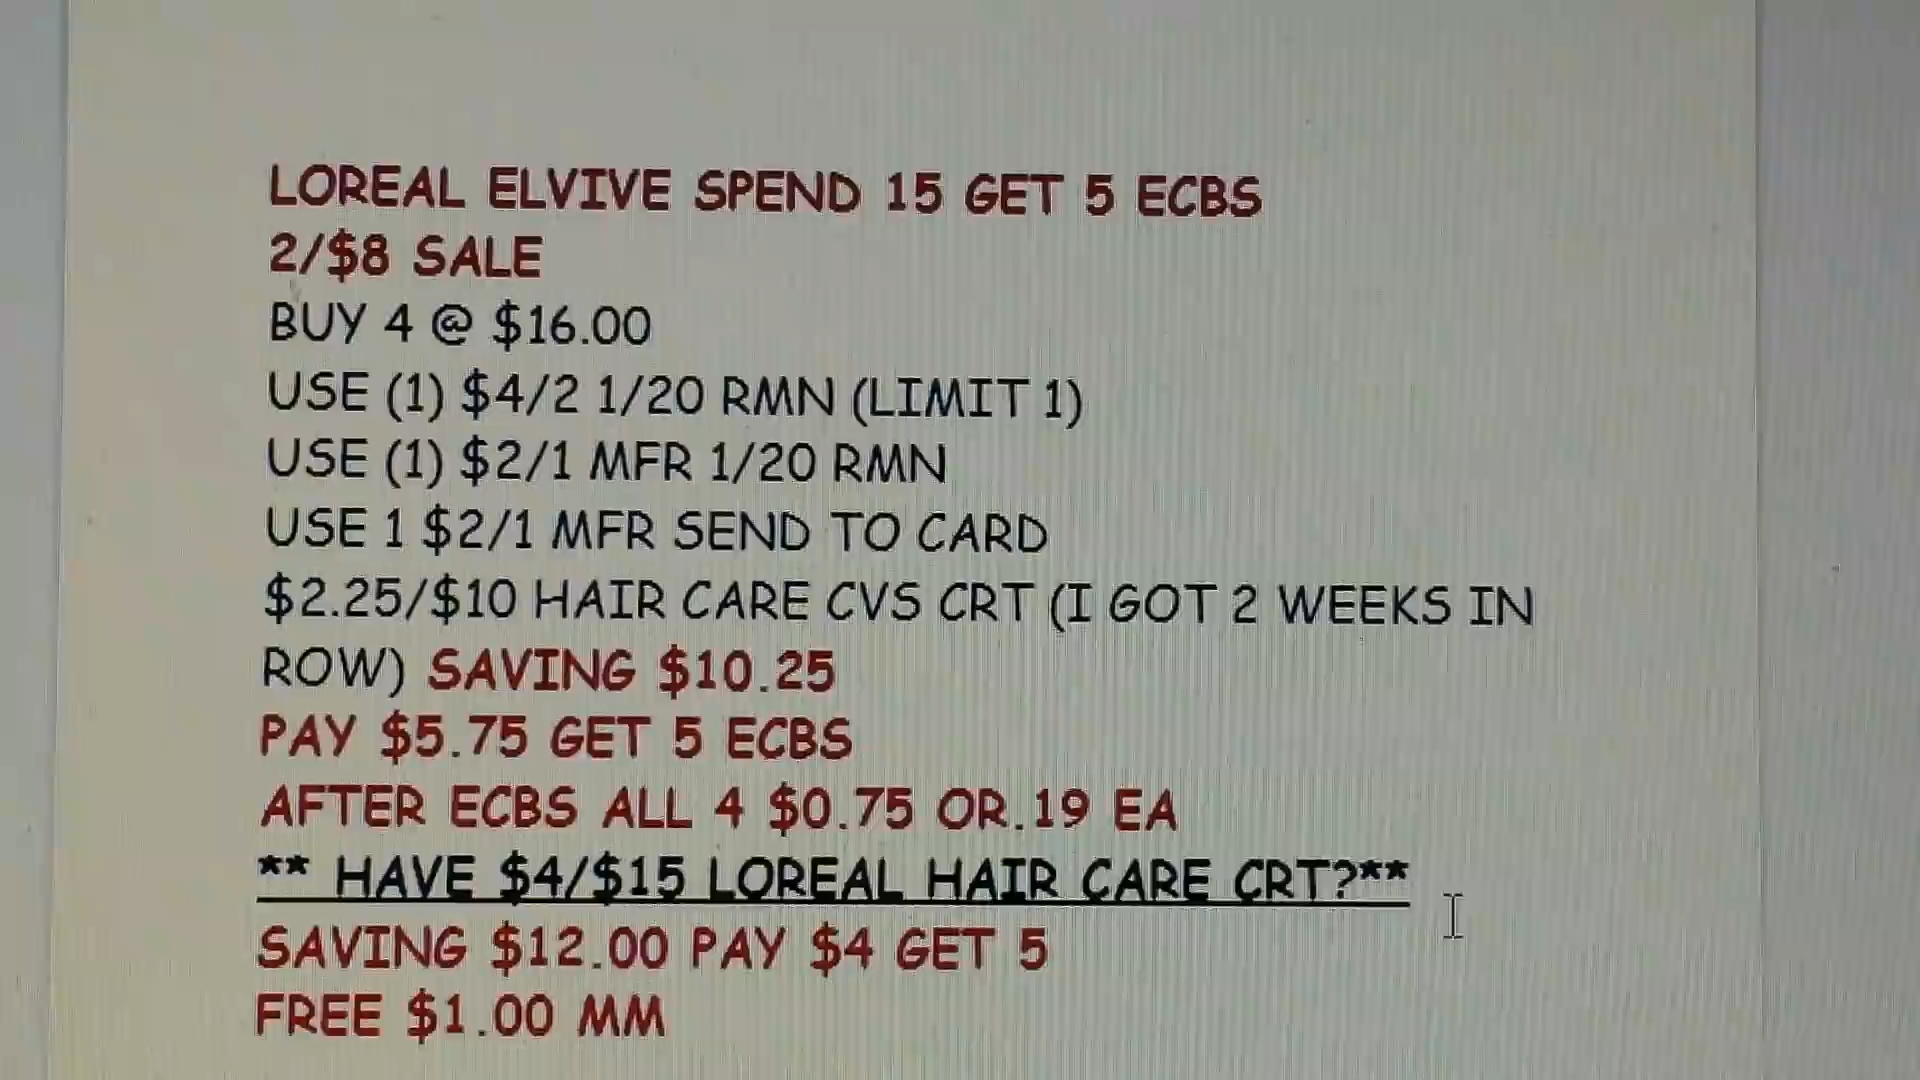 LOREAL ELVIVE SPEND 15 GET 5 ECBS
2/$8 SALE
BUY 4 @ $16.00
USE (1) $4/2 1/20 RMN (LIMIT 1)
USE (1) $2/1 MFR 1/20 RMN
USE 1 $2/1 MFR SEND TO CARD
$2.25/$10 HAIR CARE CVS CRT (I GOT 2 WEEKS IN
ROW) SAVING $10.25
PAY $5.75 GET 5 ECBS
AFTER ECBS ALL 4 $0.75 OR.19 EA
** HAVE $4/$15 LOREAL HAIR CARE CRT?**
SAVING $12.00 PAY $4 GET 5
FREE $1.00 MM